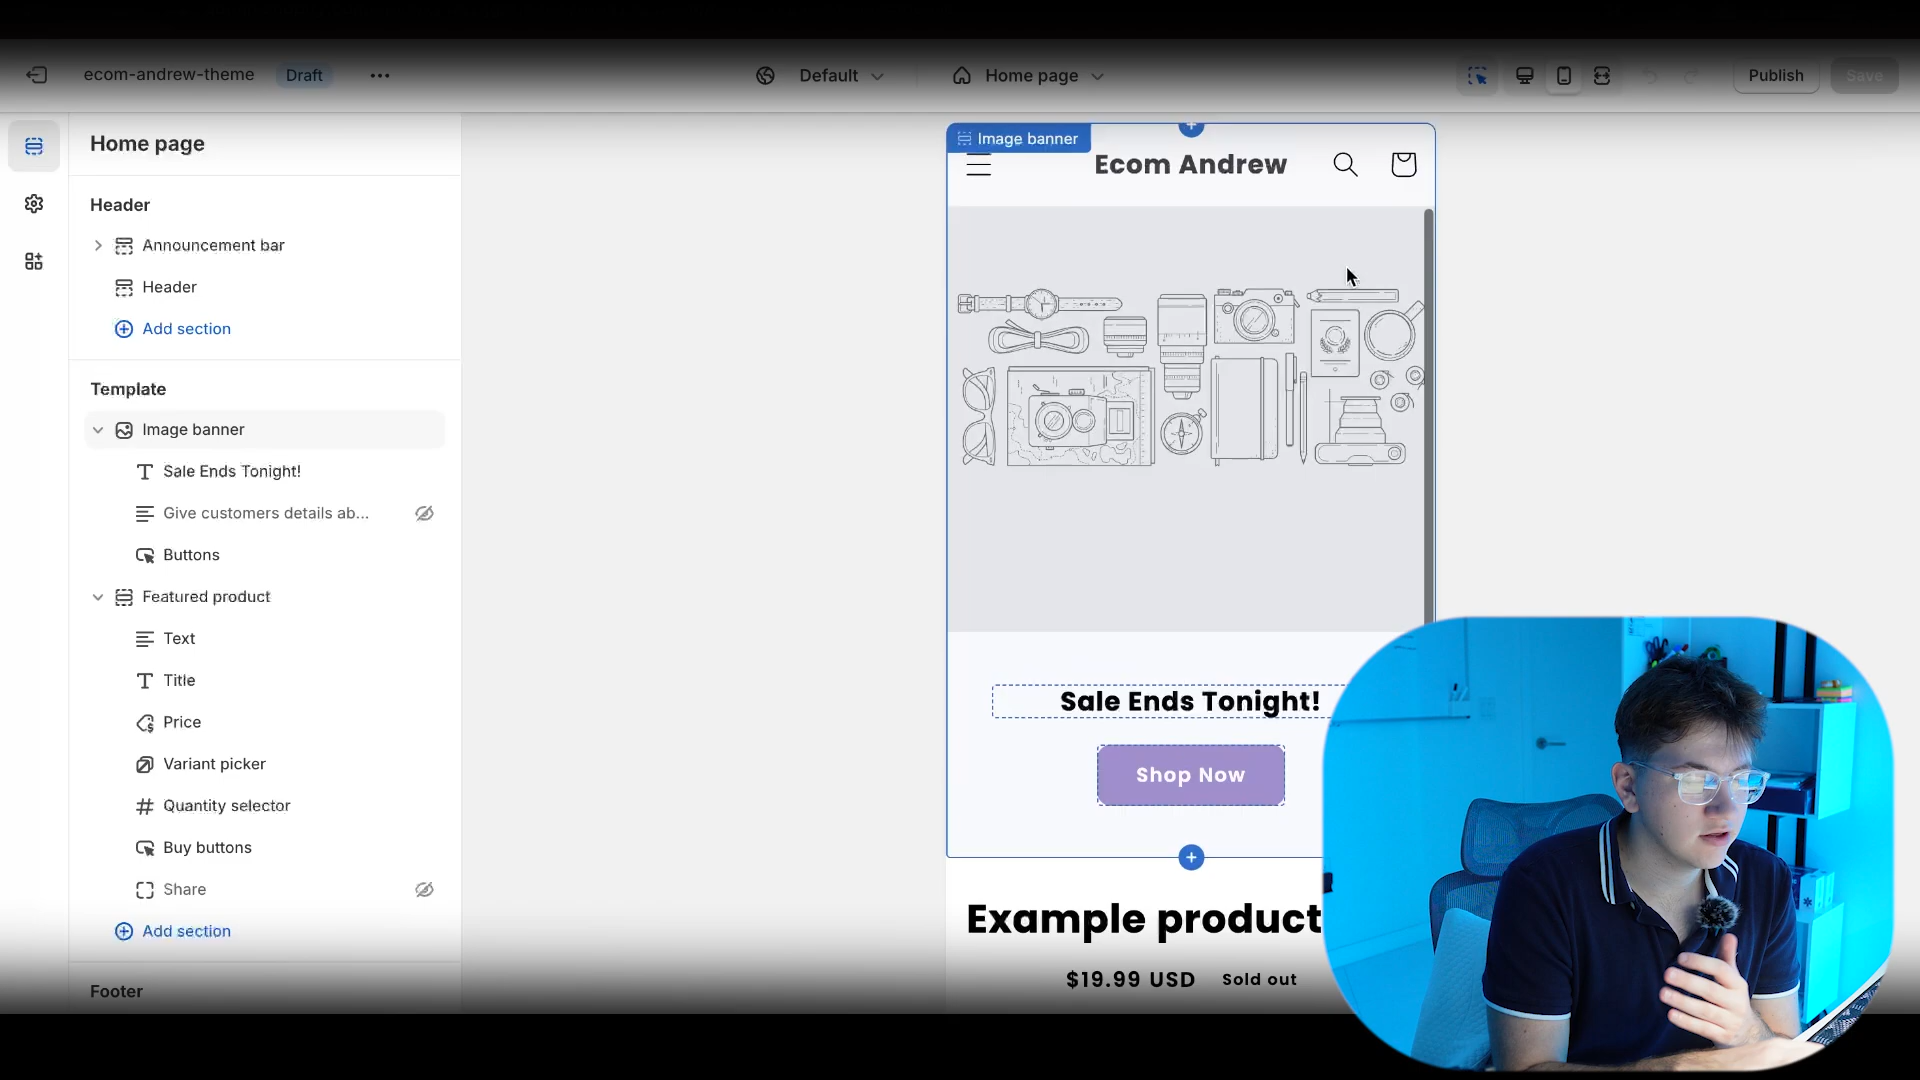 ecom-andrew-theme
Draft
Default
Home page
Publish
Save
Home page
Header
Announcement bar
Header
Add section
Template
Image banner
Sale Ends Tonight!
Give customers details ab...
Buttons
Featured product
Text
Title
Price
Variant picker
Quantity selector
Buy buttons
Share
Add section
Footer
Image banner
Ecom Andrew
Sale Ends Tonight!
Shop Now
Example product
$19.99 USD
Sold out